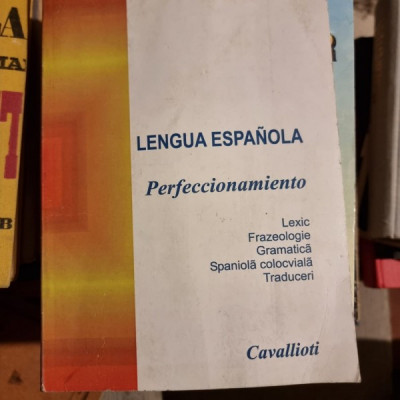 LENGUA ESPAÑOLA
Perfeccionamiento
Lexic
Frazeologie
Gramatică
Spaniolă colocvială
Traduceri
Cavallioti